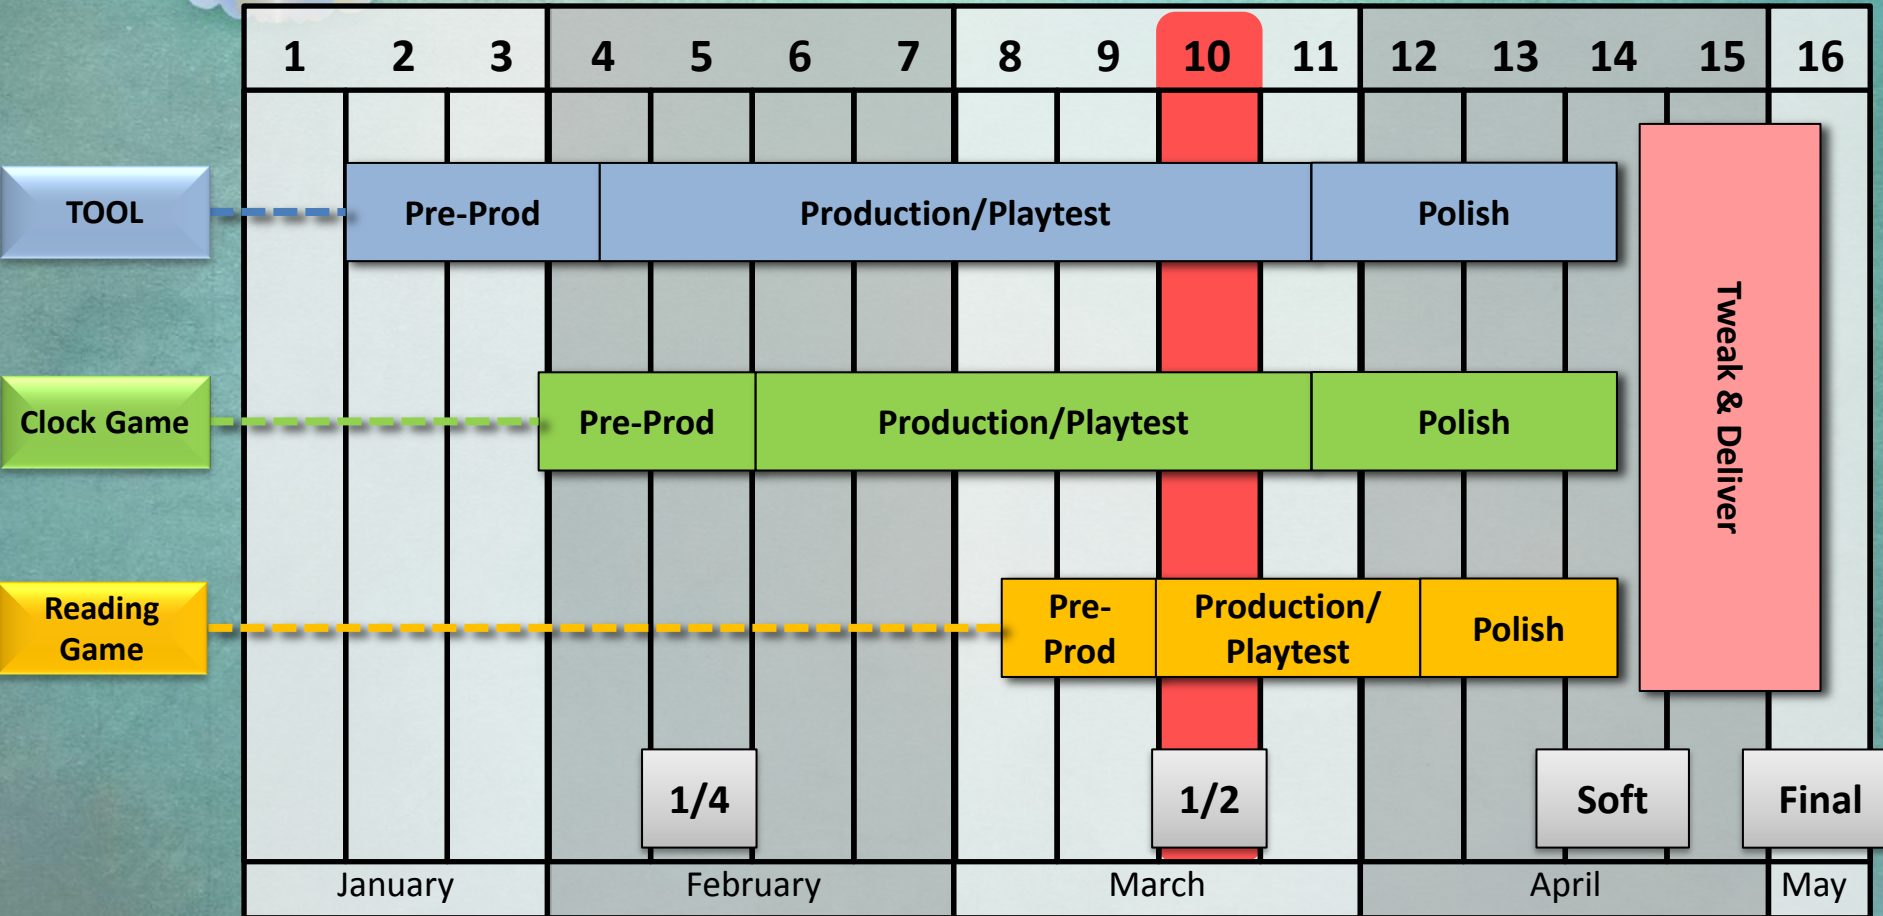 1 2 3 4 5 6 7 8 9 10 11 12 13 14 15 16
TOOL
Pre-Prod
Production/Playtest
Polish
Clock Game
Pre-Prod
Production/Playtest
Polish
Reading
Game
Pre-
Prod
Production/
Playtest
Polish
Tweak & Deliver
1/4
1/2
Soft
Final
January February March April May